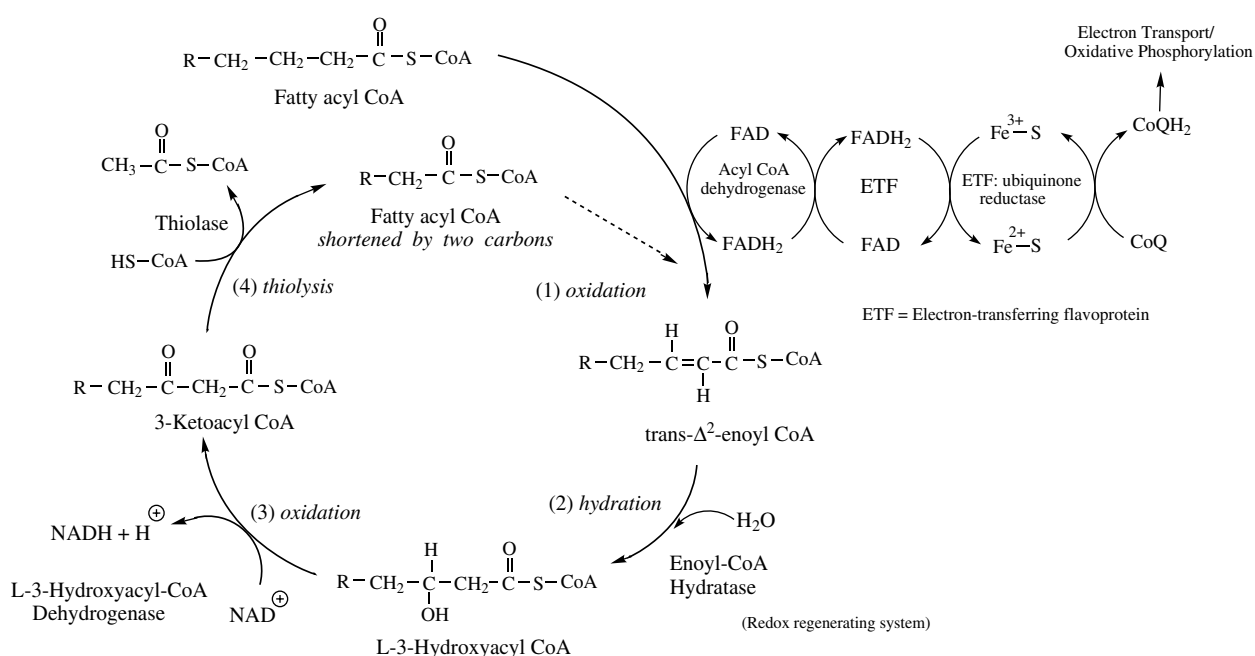 O
R–CH2–CH2–CH2–C–S–CoA
Fatty acyl CoA
Electron Transport/
Oxidative Phosphorylation
CoQH2
FAD
Acyl CoA
dehydrogenase
FADH2
FADH2
ETF
FAD
3+
Fe–S
ETF: ubiquinone
reductase
2+
Fe–S
CoQ
ETF = Electron-transferring flavoprotein
O
CH3–C–S–CoA
O
R–CH2–C–S–CoA
Fatty acyl CoA
shortened by two carbons
Thiolase
HS–CoA
(4) thiolysis
(1) oxidation
H O
R–CH2–C=C–C–S–CoA
H
trans-Δ2-enoyl CoA
O O
R–CH2–C–CH2–C–S–CoA
3-Ketoacyl CoA
(2) hydration
H2O
Enoyl-CoA
Hydratase
(3) oxidation
NADH + H⊕
L-3-Hydroxyacyl-CoA
Dehydrogenase
NAD⊕
H O
R–CH2–C–CH2–C–S–CoA
OH
L-3-Hydroxyacyl CoA
(Redox regenerating system)